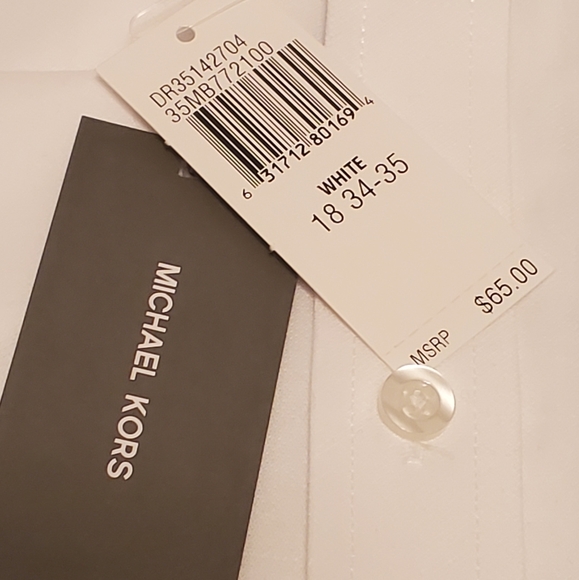 DR35142704
35MB772100
6 31712 80169 4
WHITE
18 34-35
MSRP $65.00
MICHAEL KORS